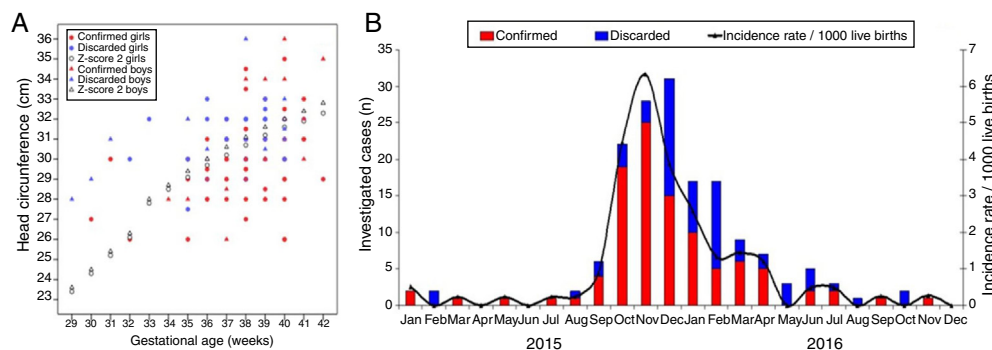 A
Head circunference (cm)
36
35
34
33
32
31
30
29
28
27
26
25
24
23
Confirmed girls
Discarded girls
Z-score 2 girls
Confirmed boys
Discarded boys
Z-score 2 boys
29 30 31 32 33 34 35 36 37 38 39 40 41 42
Gestational age (weeks)
B
Confirmed Discarded Incidence rate / 1000 live births
Investigated cases (n)
35
30
25
20
15
10
5
0
7
6
5
4
3
2
1
0
Incidence rate / 1000 live births
Jan Feb Mar Apr May Jun Jul Aug Sep Oct Nov Dec Jan Feb Mar Apr May Jun Jul Aug Sep Oct Nov Dec
2015 2016